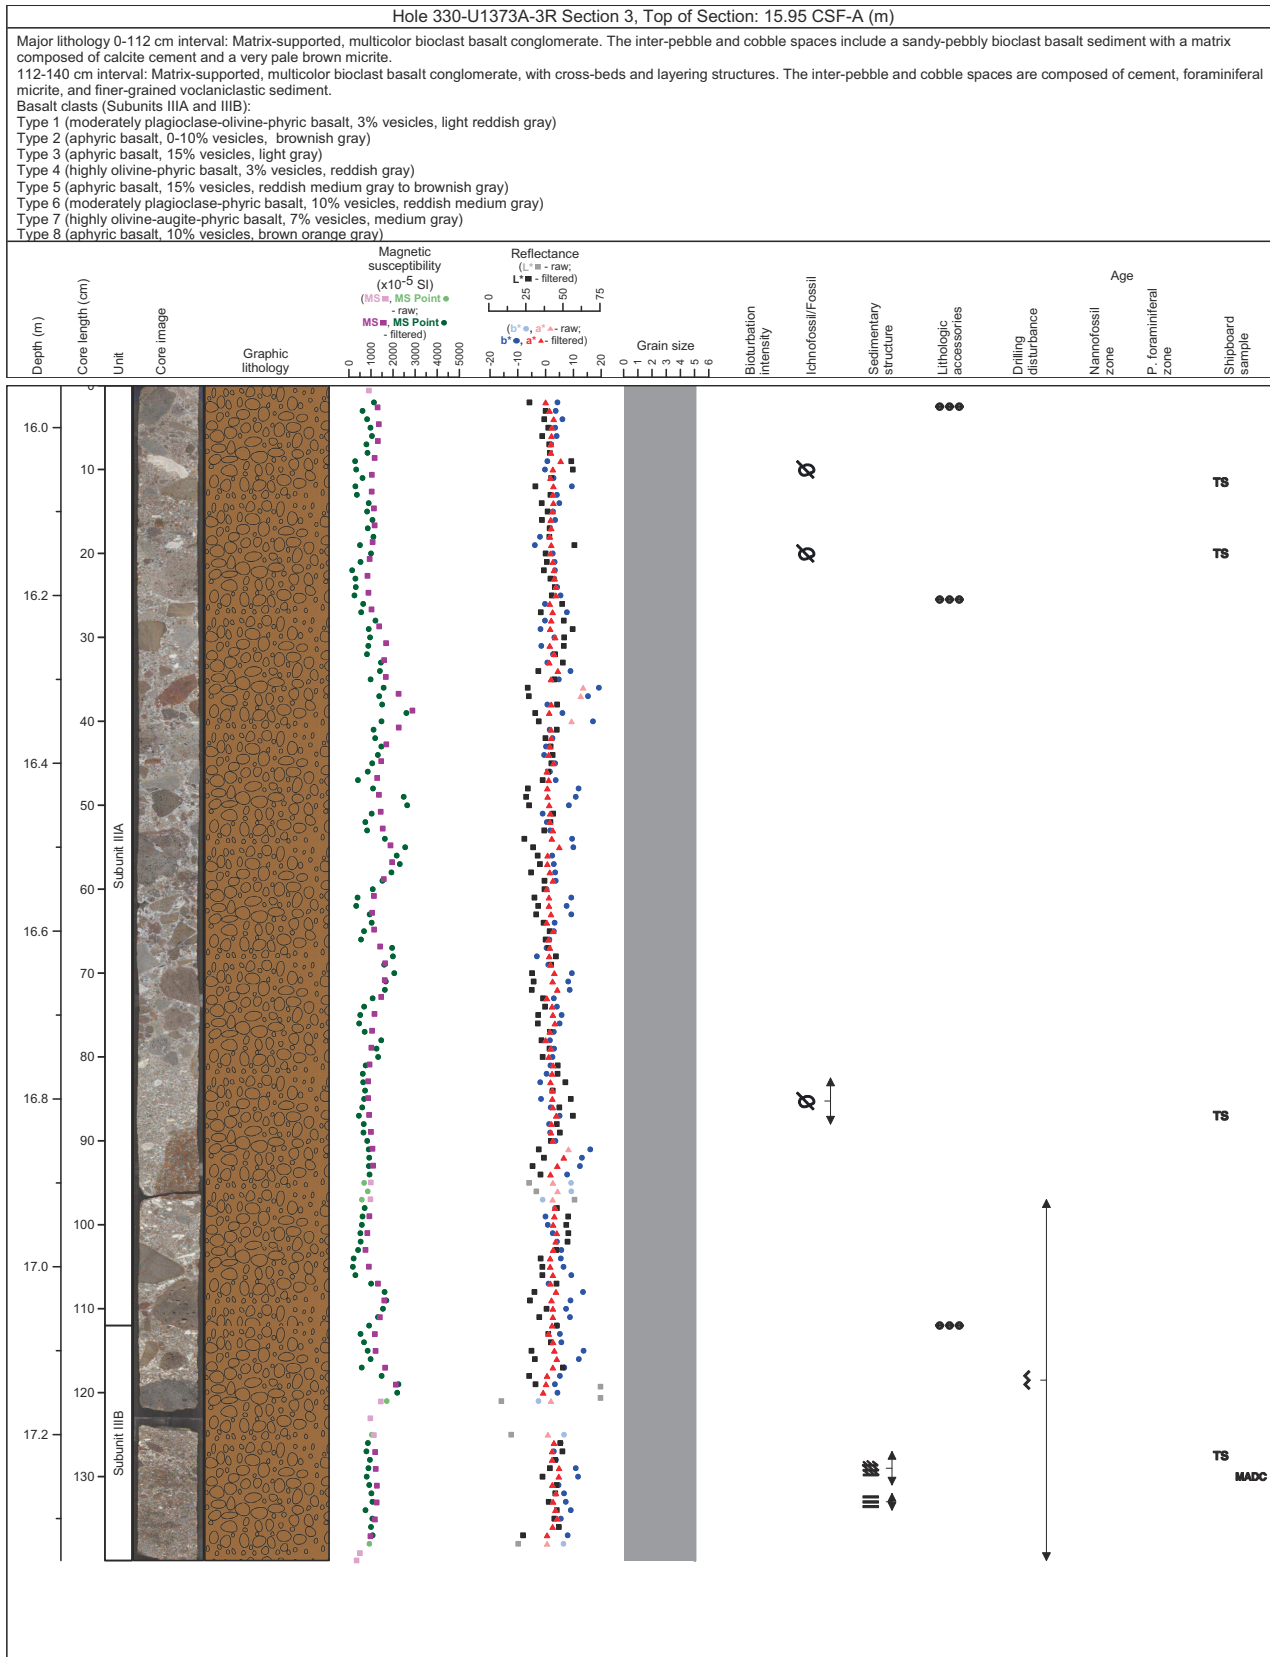 Hole 330-U1373A-3R Section 3, Top of Section: 15.95 CSF-A (m)
Major lithology 0-112 cm interval: Matrix-supported, multicolor bioclast basalt conglomerate. The inter-pebble and cobble spaces include a sandy-pebbly bioclast basalt sediment with a matrix
composed of calcite cement and a very pale brown micrite.
112-140 cm interval: Matrix-supported, multicolor bioclast basalt conglomerate, with cross-beds and layering structures. The inter-pebble and cobble spaces are composed of cement, foraminiferal
micrite, and finer-grained voclaniclastic sediment.
Basalt clasts (Subunits IIIA and IIIB):
Type 1 (moderately plagioclase-olivine-phyric basalt, 3% vesicles, light reddish gray)
Type 2 (aphyric basalt, 0-10% vesicles, brownish gray)
Type 3 (aphyric basalt, 15% vesicles, light gray)
Type 4 (highly olivine-phyric basalt, 3% vesicles, reddish gray)
Type 5 (aphyric basalt, 15% vesicles, reddish medium gray to brownish gray)
Type 6 (moderately plagioclase-phyric basalt, 10% vesicles, reddish medium gray)
Type 7 (highly olivine-augite-phyric basalt, 7% vesicles, medium gray)
Type 8 (aphyric basalt, 10% vesicles, brown orange gray)
Depth (m)
Core length (cm)
Unit
Core image
Graphic
lithology
Magnetic
susceptibility
(x10-5 SI)
(MS ■, MS Point ●
- raw;
MS ■, MS Point ●
- filtered)
0 1000 2000 3000 4000 5000
Reflectance
(L* ■ - raw;
L* ■ - filtered)
0 25 50 75
(b* ●, a* ▲ - raw;
b* ●, a* ▲ - filtered)
-20 -10 0 10 20
Grain size
0 1 2 3 4 5 6
Bioturbation
intensity
Ichnofossil/Fossil
Sedimentary
structure
Lithologic
accessories
Drilling
disturbance
Age
Nannofossil
zone
P. foraminiferal
zone
Shipboard
sample
0
16.0
10
TS
20
TS
16.2
30
40
16.4
50
Subunit IIIA
60
16.6
70
80
16.8
TS
90
100
17.0
110
120
Subunit IIIB
17.2
TS
130
MADC